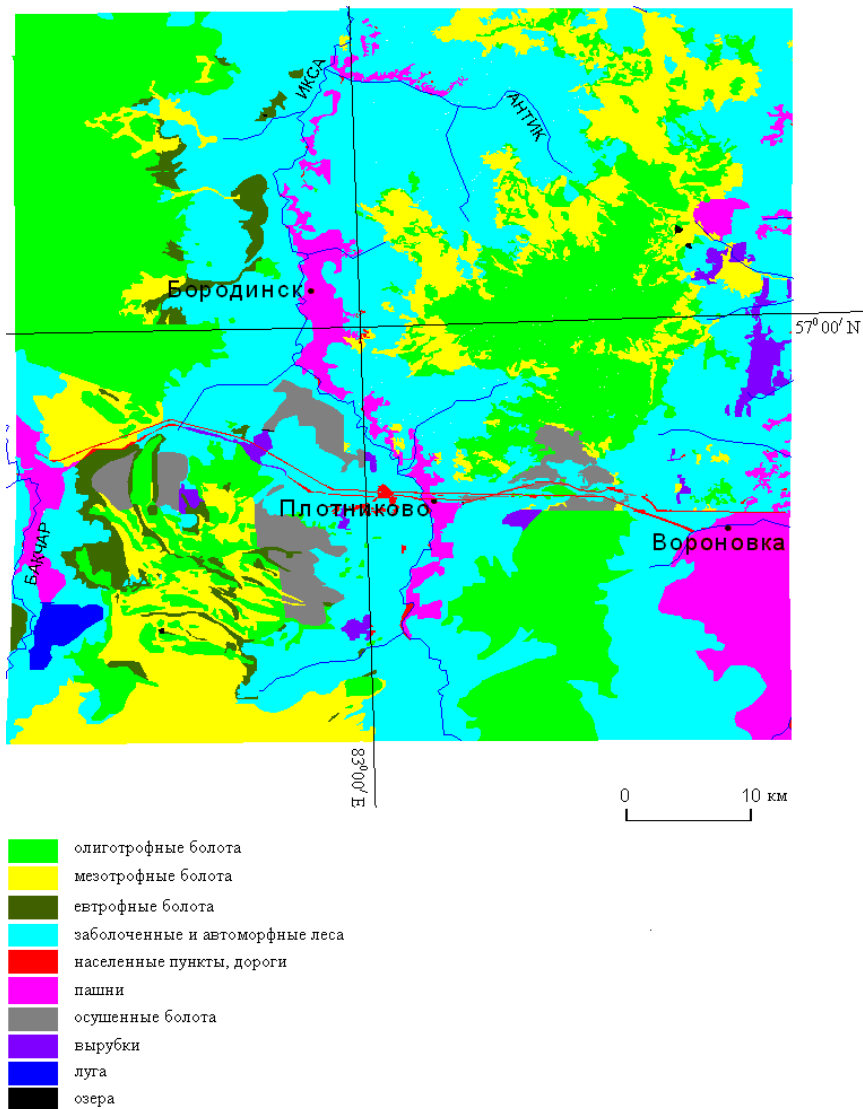 ИКСА
АНТИК
Бородинск
57⁰00′ N
Плотниково
Вороновка
БАКЧАР
83⁰00′ E
0 10 км
олиготрофные болота
мезотрофные болота
евтрофные болота
заболоченные и автоморфные леса
населенные пункты, дороги
пашни
осушенные болота
вырубки
луга
озера